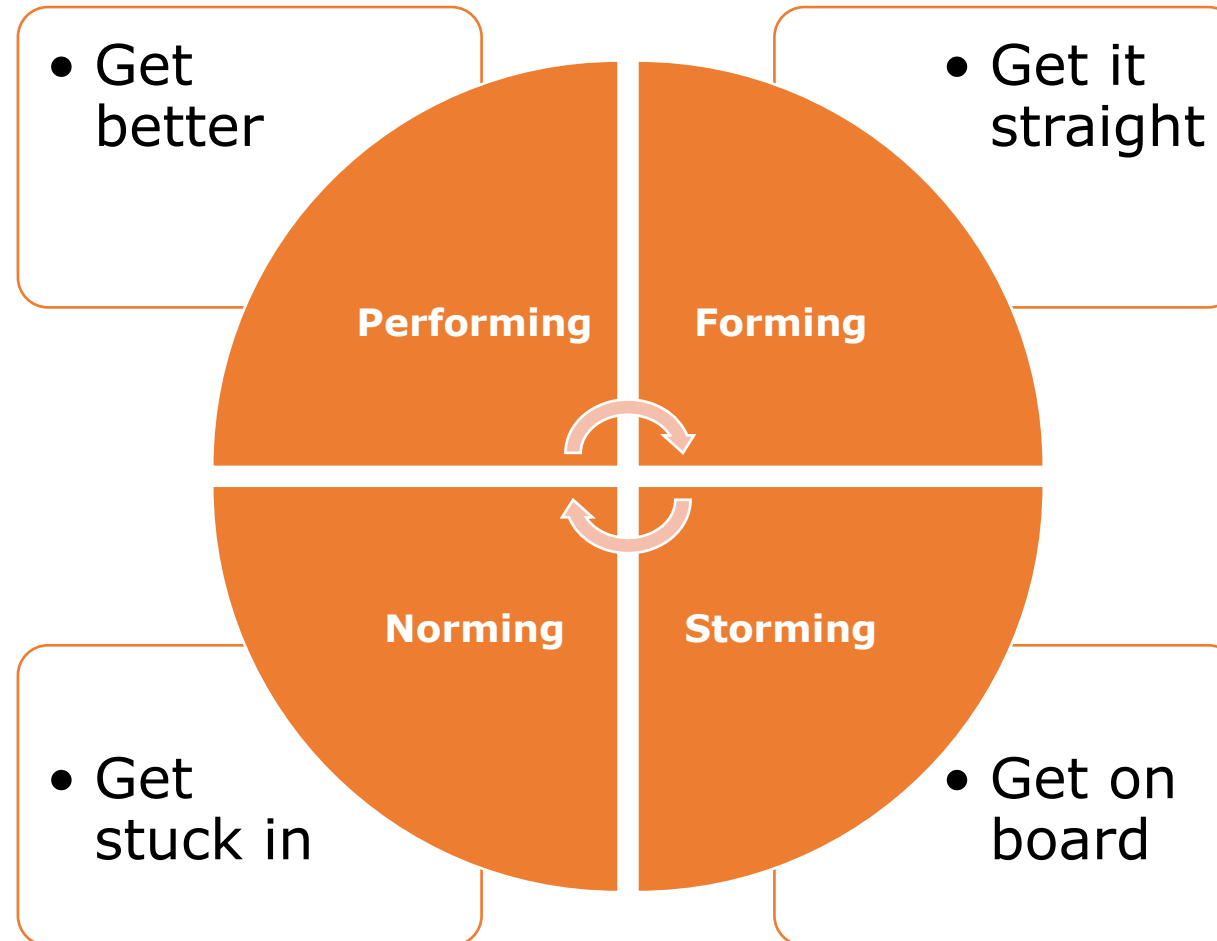 • Get
better
• Get it
straight
Performing
Forming
Norming
Storming
• Get
stuck in
• Get on
board